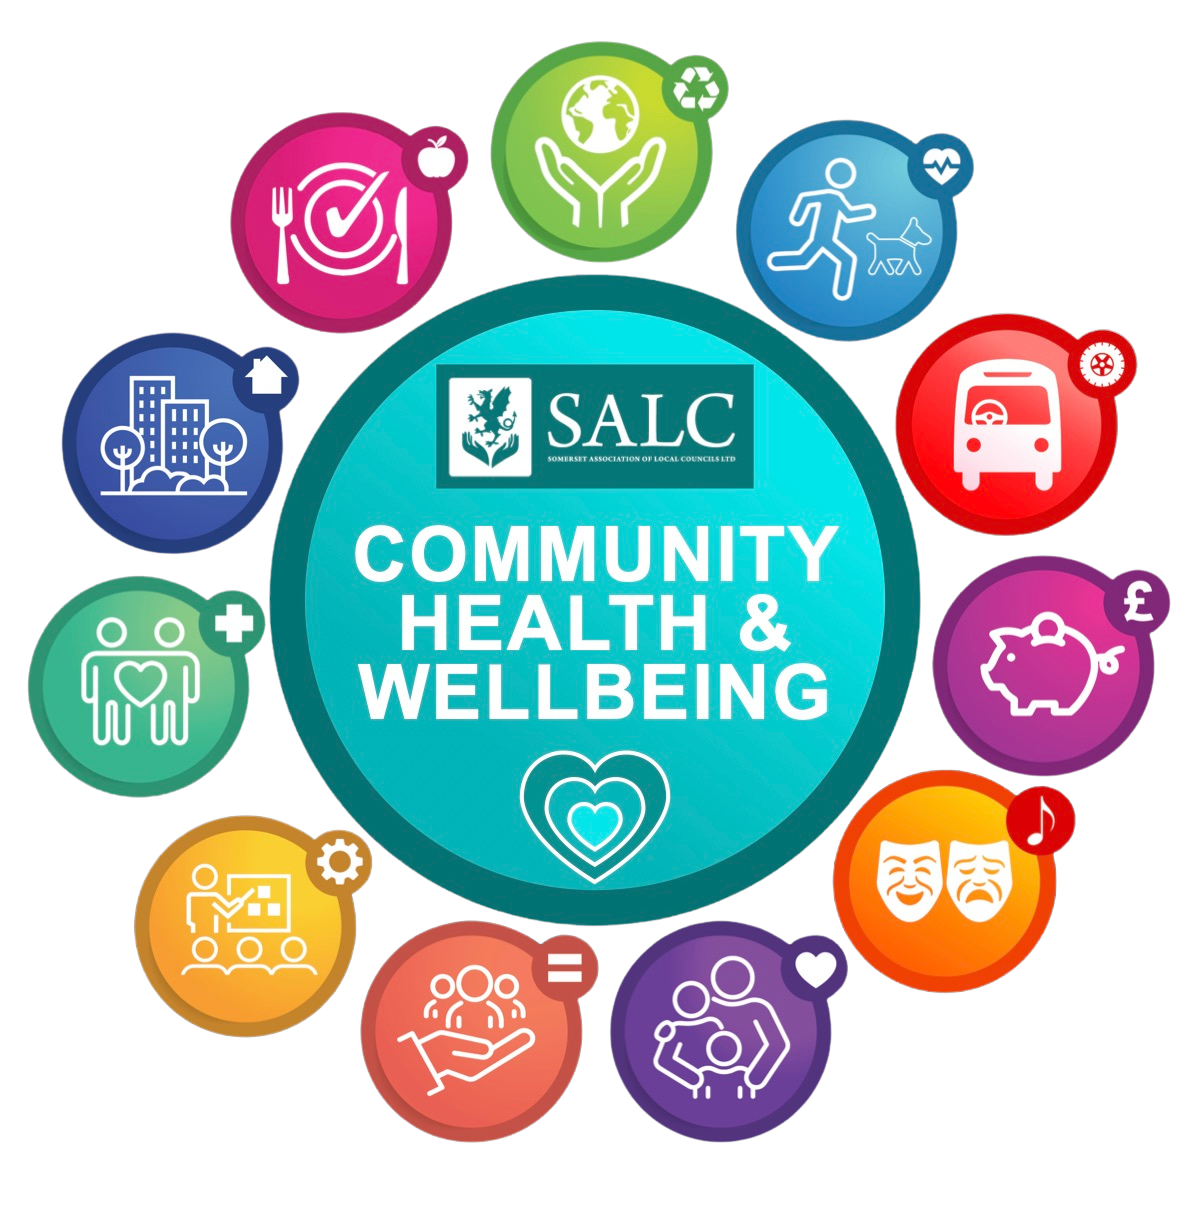 SALC
SOMERSET ASSOCIATION OF LOCAL COUNCILS LTD
COMMUNITY
HEALTH &
WELLBEING
£